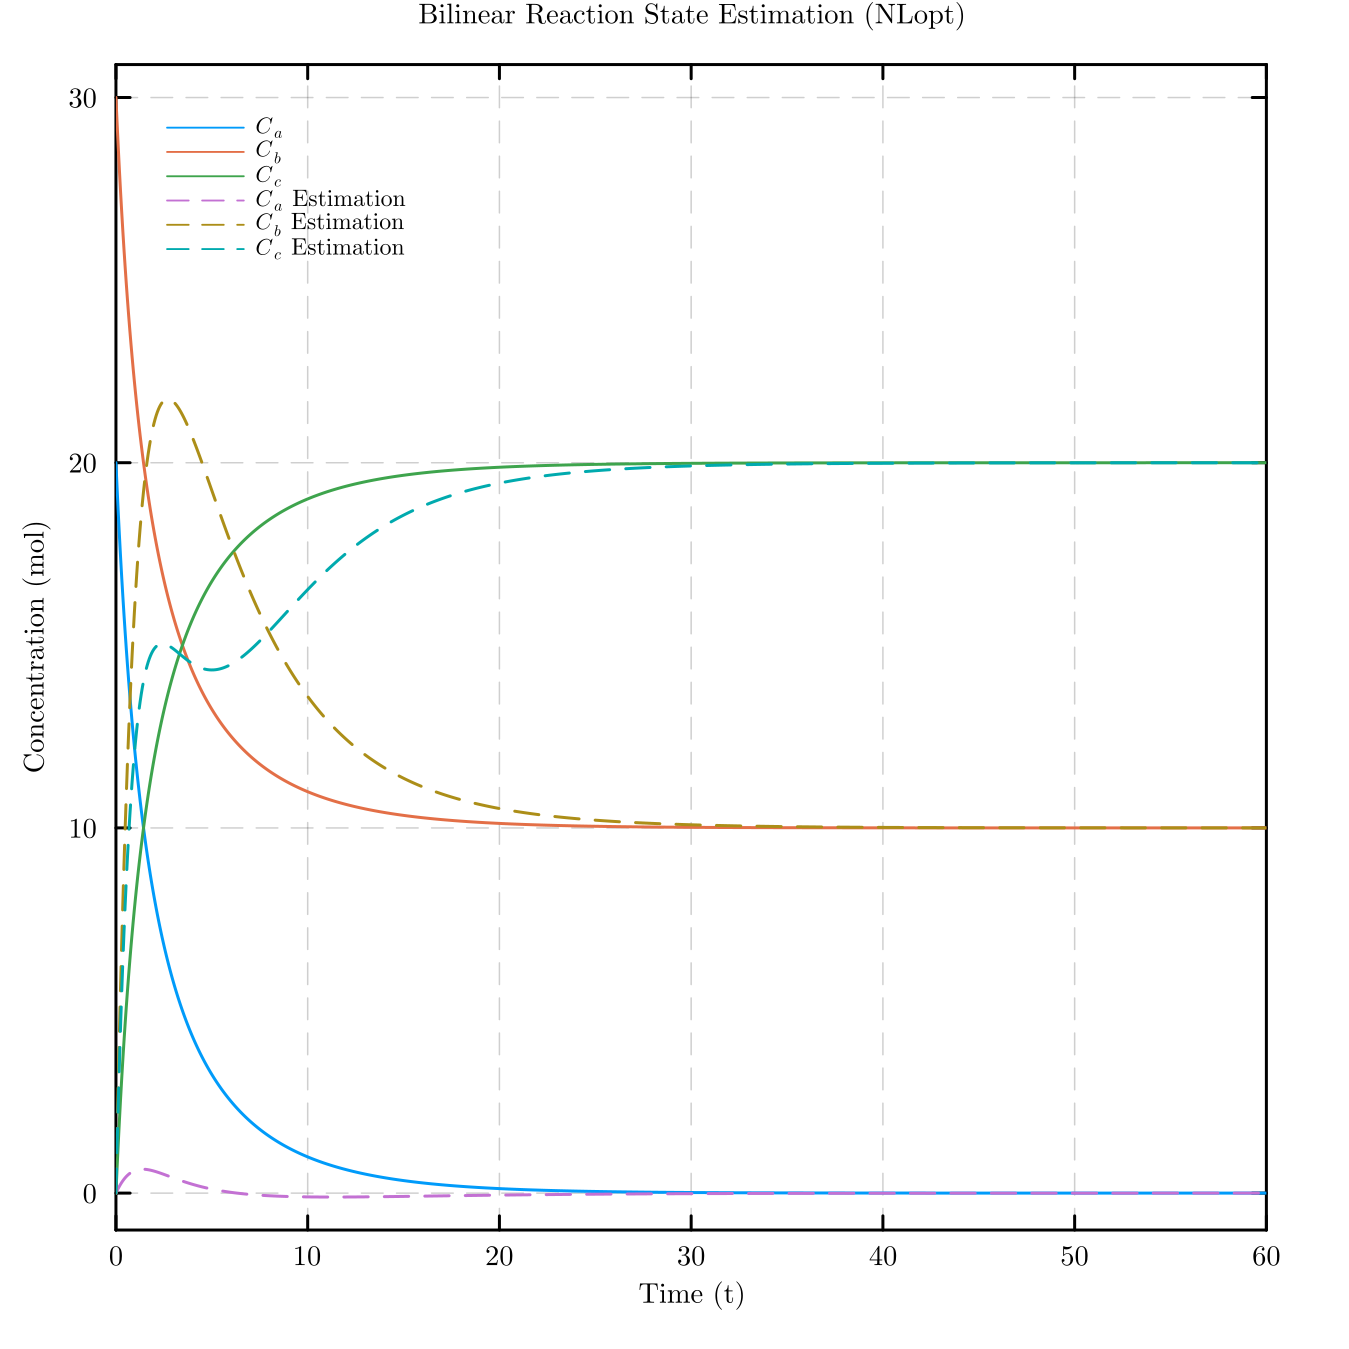 Bilinear Reaction State Estimation (NLopt)
30
C_a
C_b
C_c
C_a Estimation
C_b Estimation
C_c Estimation
20
Concentration (mol)
10
0
0 10 20 30 40 50 60
Time (t)